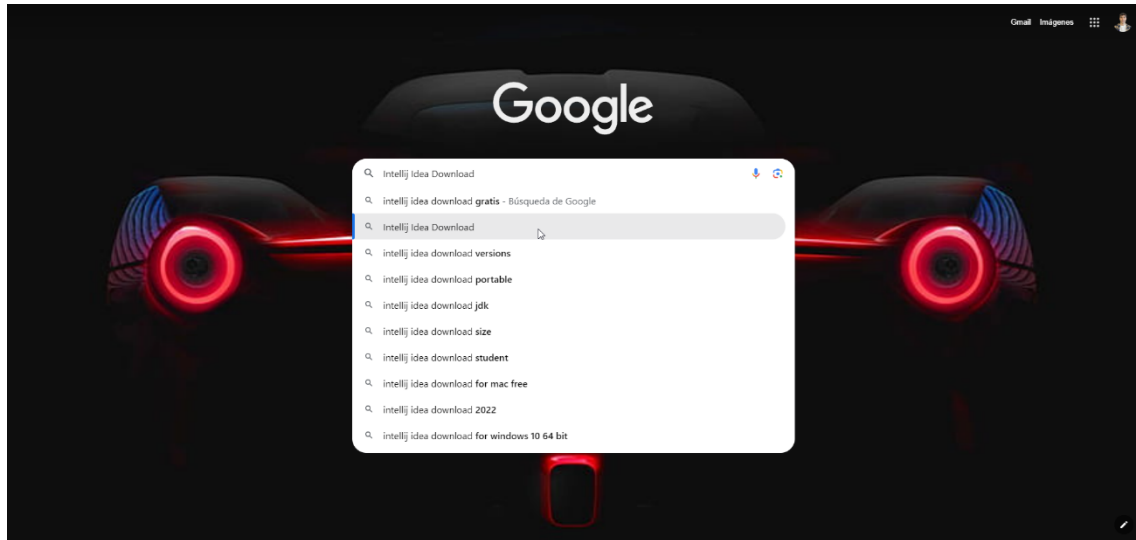 Gmail Imágenes
Google
Intellij Idea Download
intellij idea download gratis - Búsqueda de Google
Intellij Idea Download
intellij idea download versions
intellij idea download portable
intellij idea download jdk
intellij idea download size
intellij idea download student
intellij idea download for mac free
intellij idea download 2022
intellij idea download for windows 10 64 bit